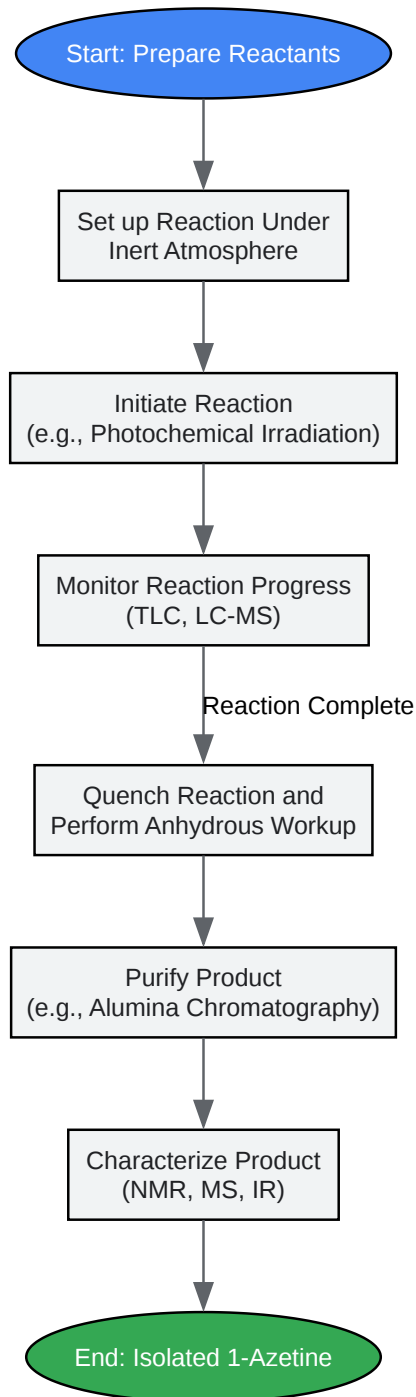 Start: Prepare Reactants
Set up Reaction Under
Inert Atmosphere
Initiate Reaction
(e.g., Photochemical Irradiation)
Monitor Reaction Progress
(TLC, LC-MS)
Reaction Complete
Quench Reaction and
Perform Anhydrous Workup
Purify Product
(e.g., Alumina Chromatography)
Characterize Product
(NMR, MS, IR)
End: Isolated 1-Azetine